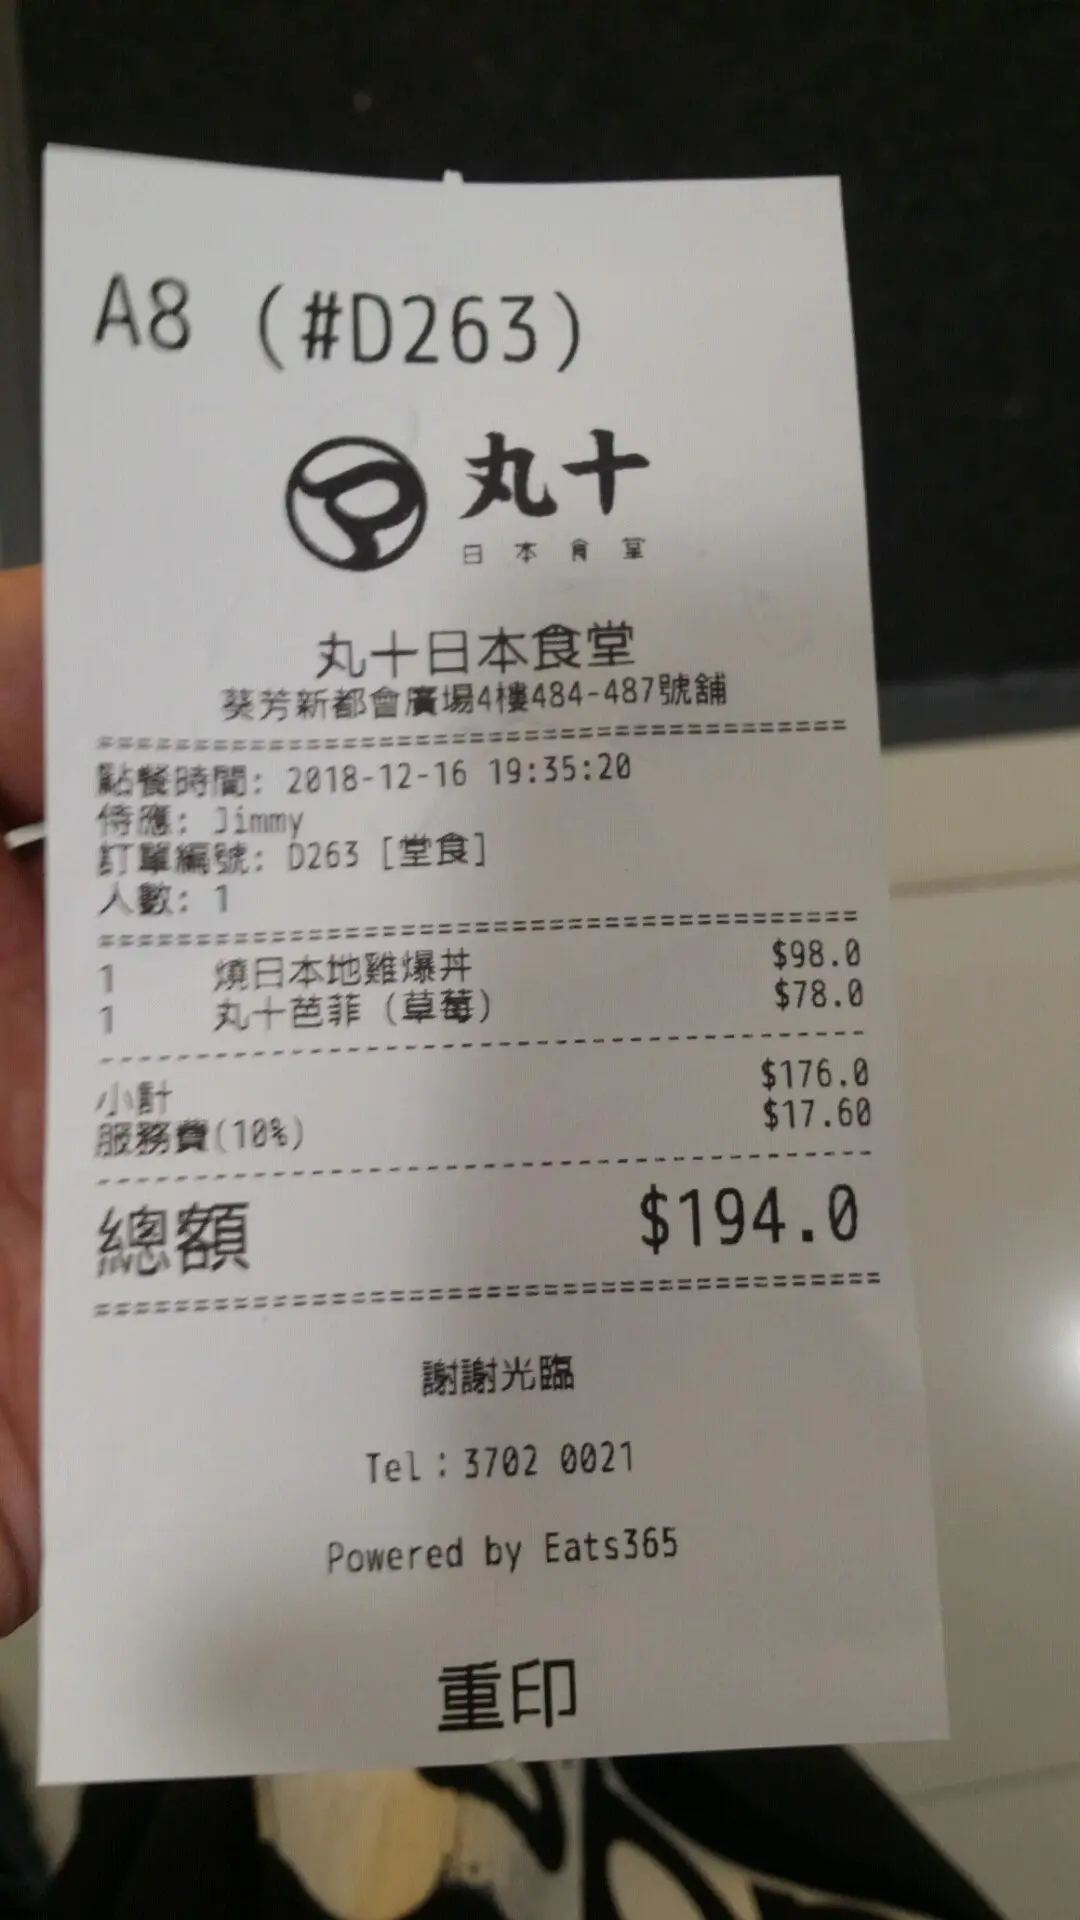 A8 (#D263)
丸十
日本食堂
丸十日本食堂
葵芳新都會廣場4樓484-487號舖
點餐時間: 2018-12-16 19:35:20
侍應: Jimmy
訂單編號: D263 [堂食]
人數: 1
1 燒日本地雞爆丼 $98.0
1 丸十芭菲 (草莓) $78.0
小計 $176.0
服務費(10%) $17.60
總額 $194.0
謝謝光臨
Tel：3702 0021
Powered by Eats365
重印